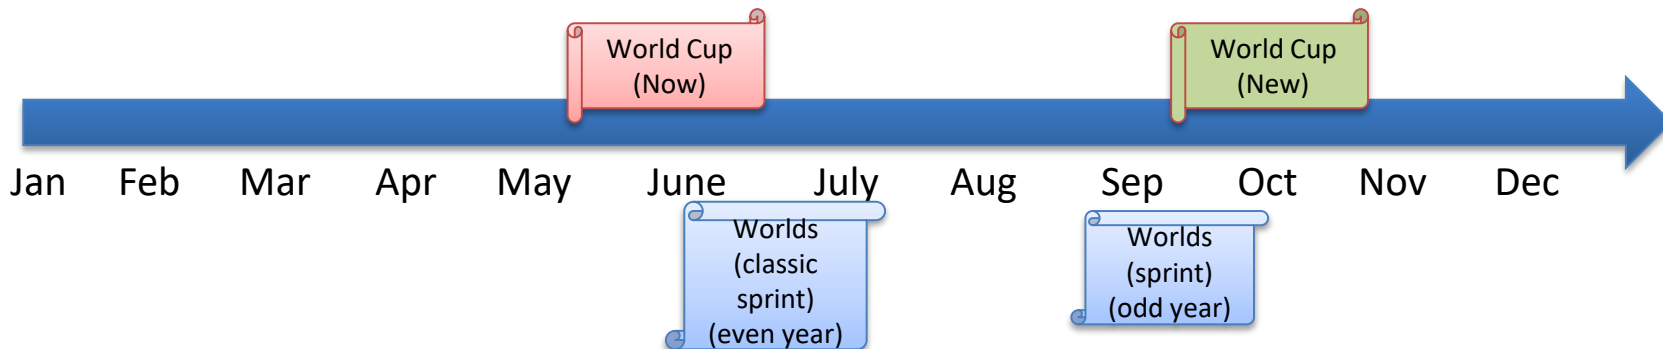 World Cup
(Now)
World Cup
(New)
Jan Feb Mar Apr May June July Aug Sep Oct Nov Dec
Worlds
(classic
sprint)
(even year)
Worlds
(sprint)
(odd year)